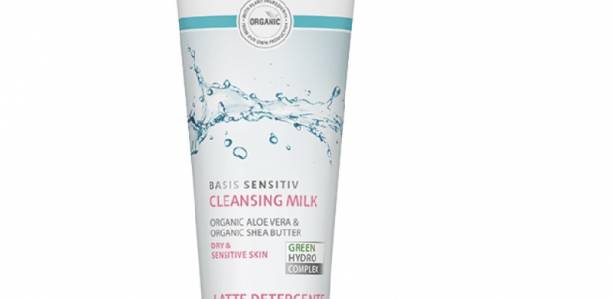 ORGANIC
BASIS SENSITIV
CLEANSING MILK
ORGANIC ALOE VERA &
ORGANIC SHEA BUTTER
DRY &
SENSITIVE SKIN
GREEN
HYDRO
COMPLEX
LATTE DETERGENTE